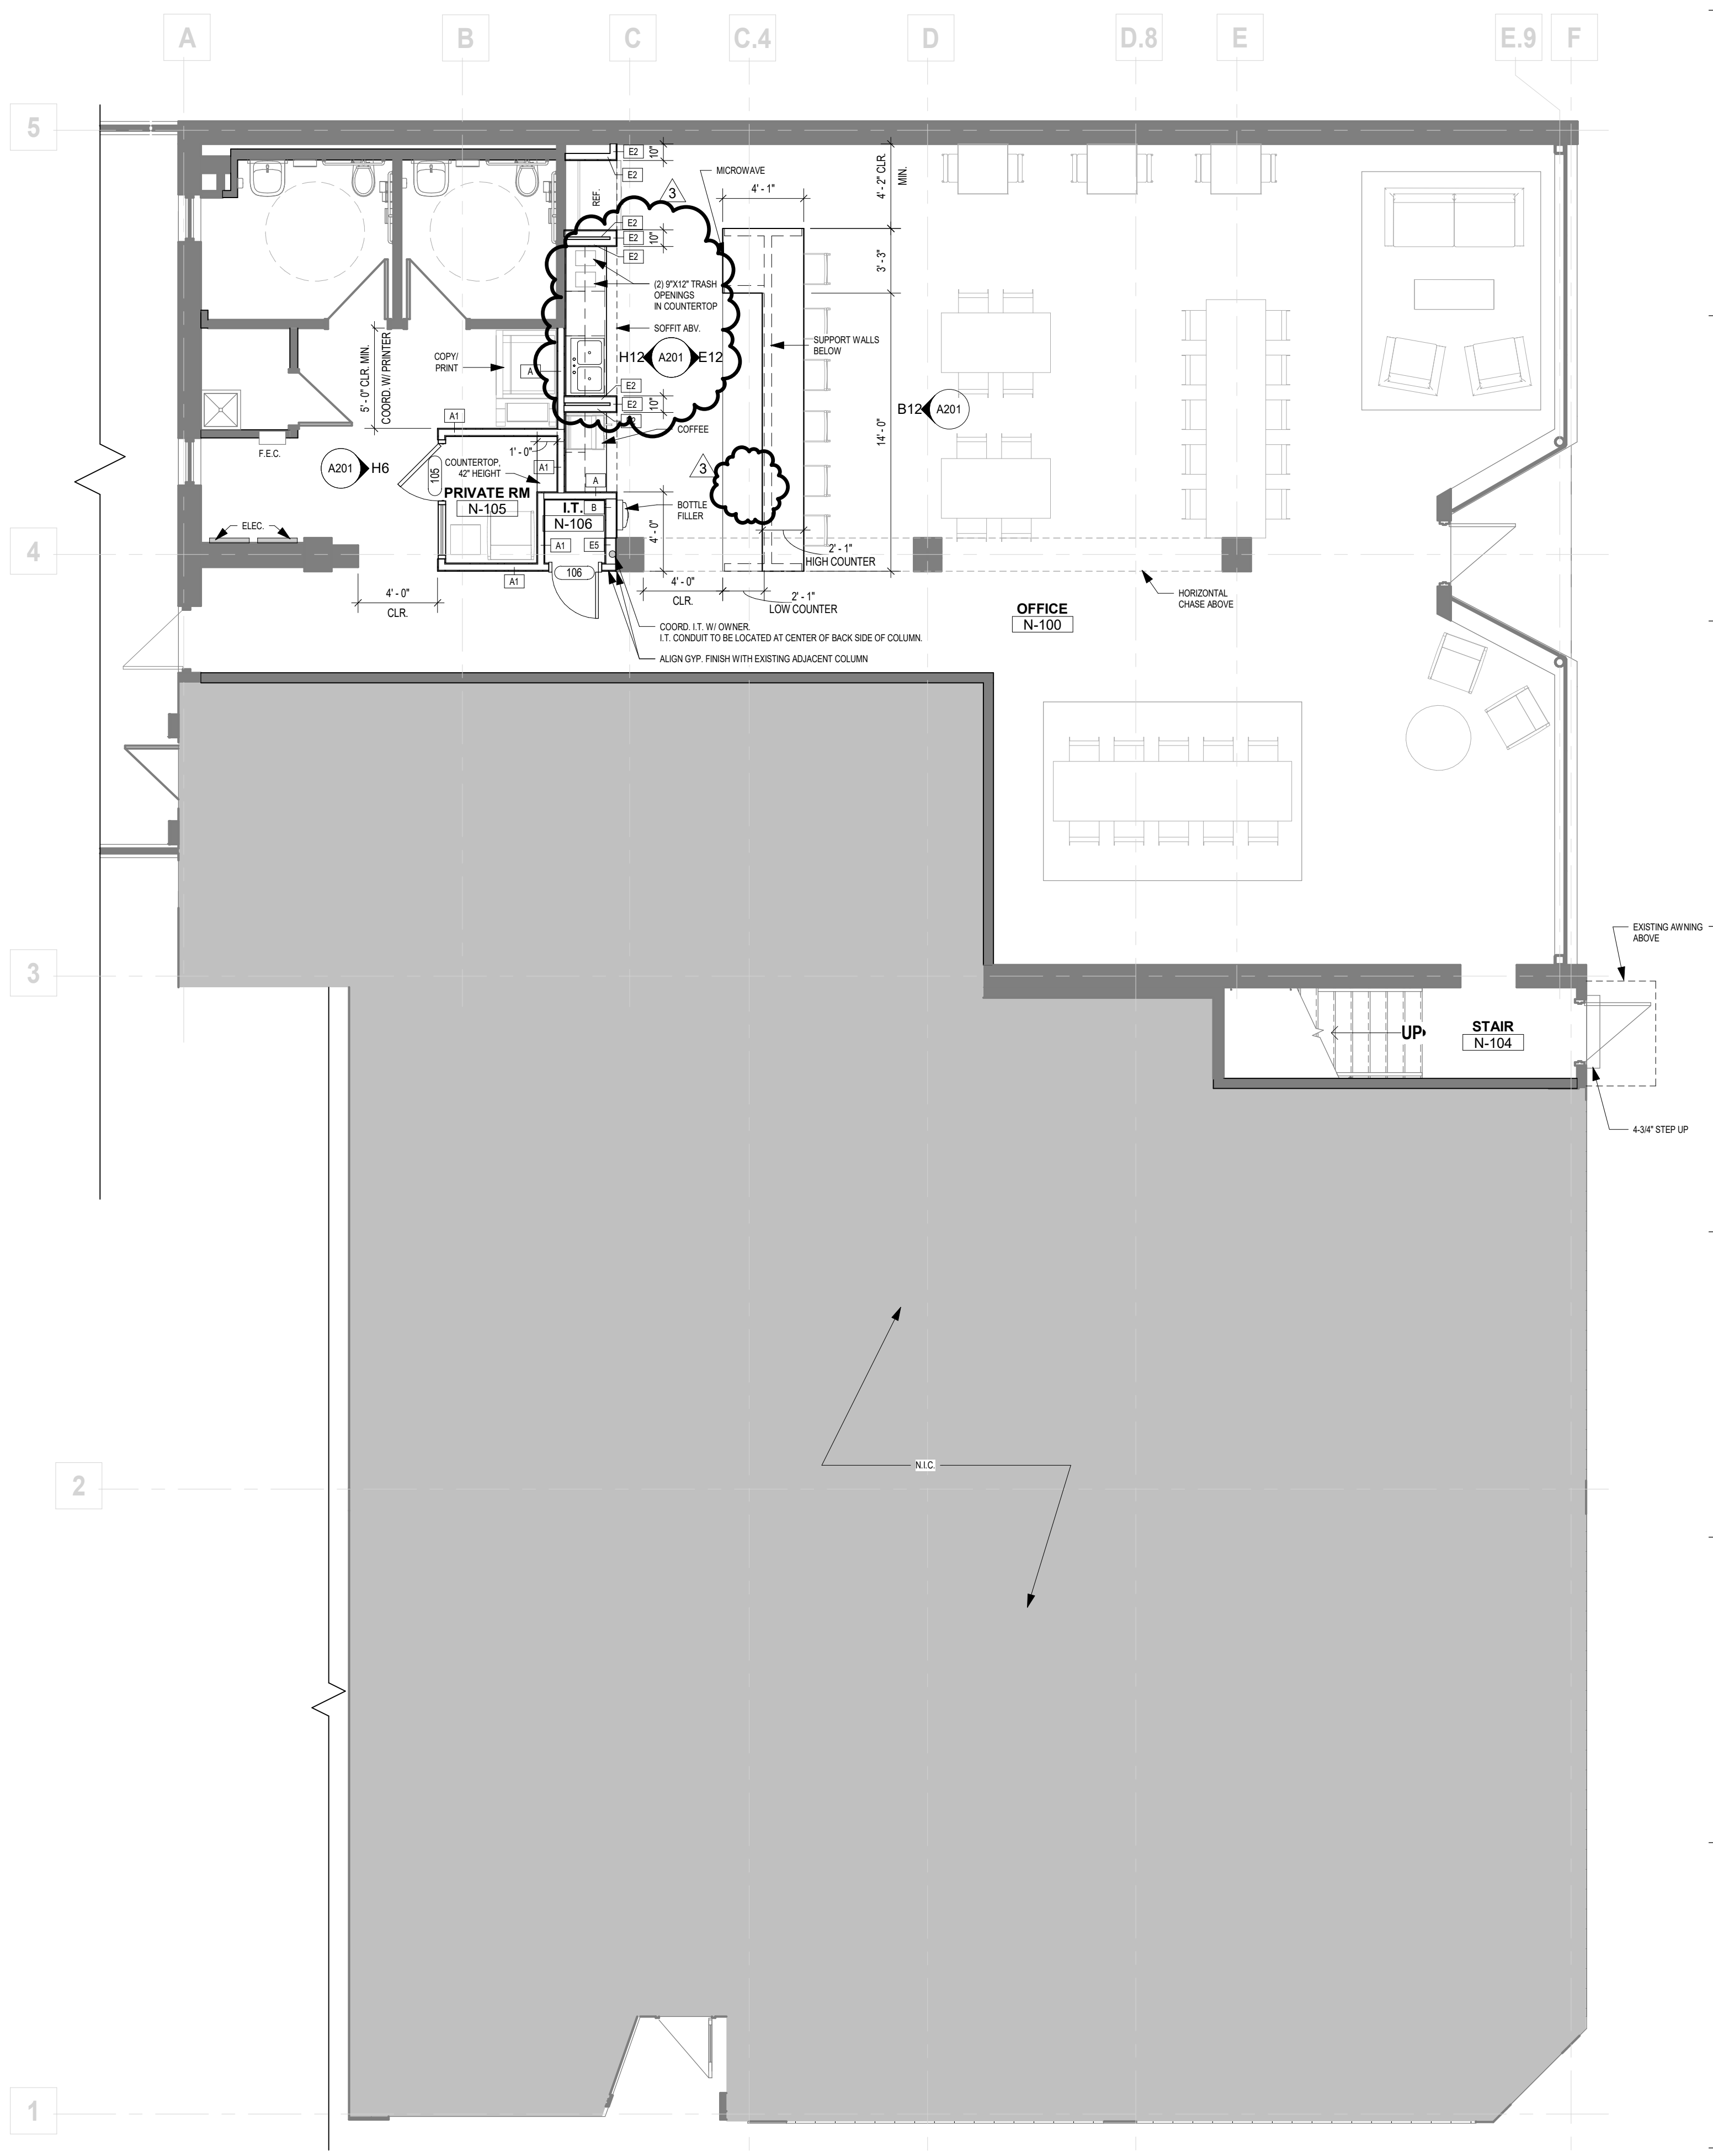 A
B
C
C.4
D
D.8
E
E.9
F
5
E2
10"
E2
REF.
3
MICROWAVE
4' - 1"
4' - 2" CLR.
MIN.
E2
E2
10"
E2
3' - 3"
(2) 9"X12" TRASH
OPENINGS
IN COUNTERTOP
SOFFIT ABV.
H12
A201
E12
SUPPORT WALLS
BELOW
5' - 0" CLR. MIN.
COORD. W/ PRINTER
COPY/
PRINT
A
E2
E2
10"
A1
COFFEE
B12
A201
14' - 0"
F.E.C.
A201
H6
105
COUNTERTOP,
42" HEIGHT
1' - 0"
A1
3
PRIVATE RM
N-105
A
I.T.
B
N-106
BOTTLE
FILLER
4' - 0"
ELEC.
A1
E5
2' - 1"
HIGH COUNTER
4
106
A1
4' - 0"
CLR.
4' - 0"
CLR.
2' - 1"
LOW COUNTER
HORIZONTAL
CHASE ABOVE
OFFICE
N-100
COORD. I.T. W/ OWNER.
I.T. CONDUIT TO BE LOCATED AT CENTER OF BACK SIDE OF COLUMN.
ALIGN GYP. FINISH WITH EXISTING ADJACENT COLUMN
EXISTING AWNING
ABOVE
3
UP
STAIR
N-104
4-3/4" STEP UP
N.I.C.
2
1